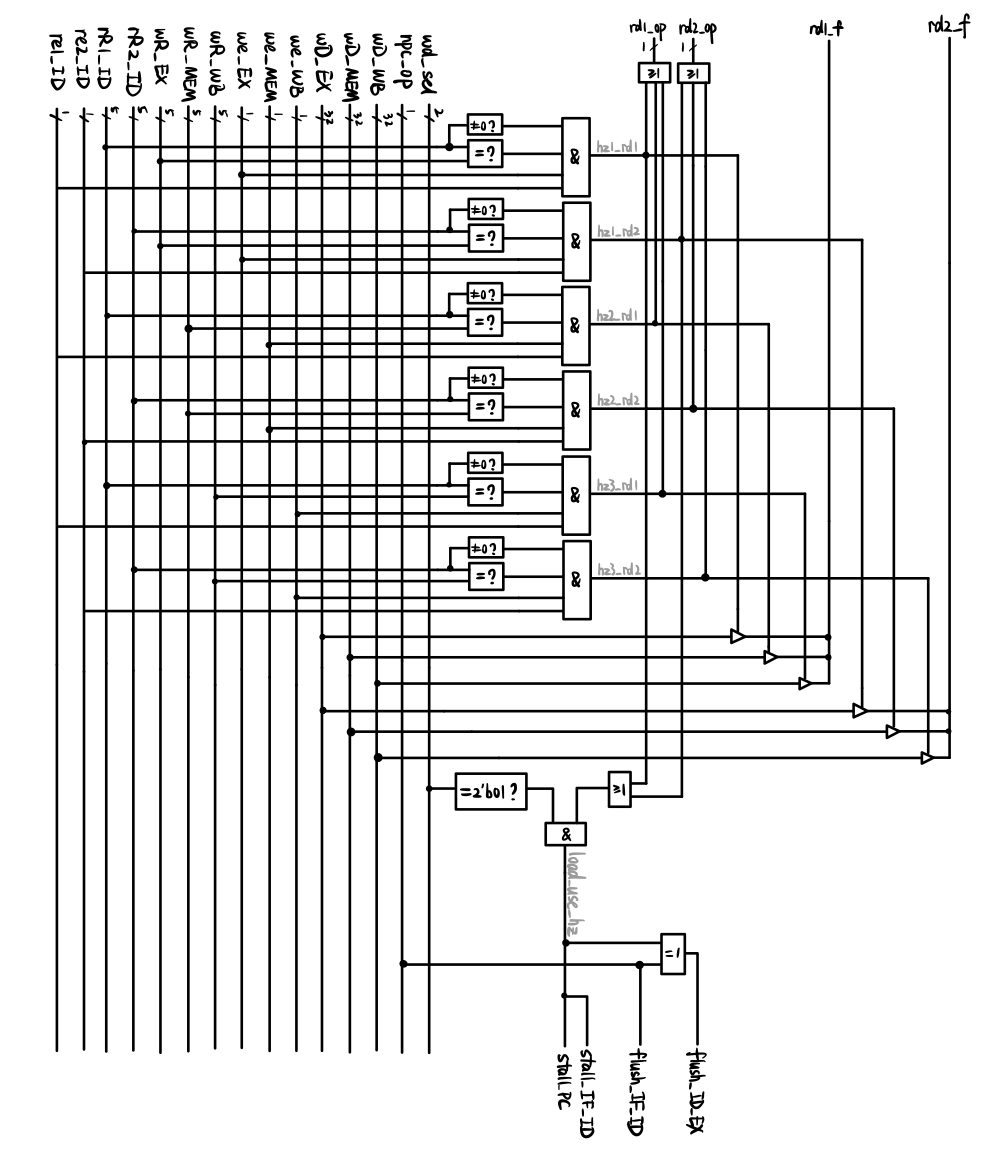 re1_ID
re2_ID
rR1_ID
rR2_ID
wR_EX
wR_MEM
wR_WB
we_EX
we_MEM
we_WB
wD_EX
wD_MEM
wD_WB
npc_op
wd_sel
rd1_op
rd2_op
rd1_f
rd2_f
1
1
5
5
5
5
5
1
1
1
32
32
32
1
2
1
1
≥1
≥1
≠0?
=?
&
hz1_rd1
≠0?
=?
&
hz1_rd2
≠0?
=?
&
hz2_rd1
≠0?
=?
&
hz2_rd2
≠0?
=?
&
hz3_rd1
≠0?
=?
&
hz3_rd2
=2'b01?
≥1
&
load_use_hz
=1
stall_PC
stall_IF_ID
flush_IF_ID
flush_ID_EX